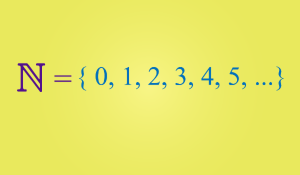 ℕ = { 0, 1, 2, 3, 4, 5, ...}